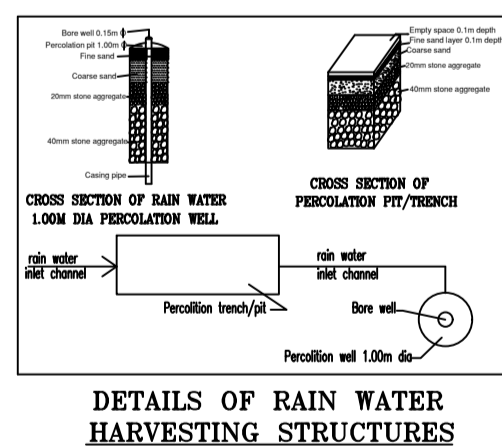 Bore well 0.15m ϕ
Percolation pit 1.00m ϕ
Fine sand
Coarse sand
20mm stone aggregate
40mm stone aggregate
Casing pipe
CROSS SECTION OF RAIN WATER
1.00M DIA PERCOLATION WELL
Empty space 0.1m depth
Fine sand layer 0.1m depth
Coarse sand
20mm stone aggregate
40mm stone aggregate
CROSS SECTION OF
PERCOLATION PIT/TRENCH
rain water
inlet channel
Percolition trench/pit
rain water
inlet channel
Bore well
Percolition well 1.00m dia
DETAILS OF RAIN WATER
HARVESTING STRUCTURES